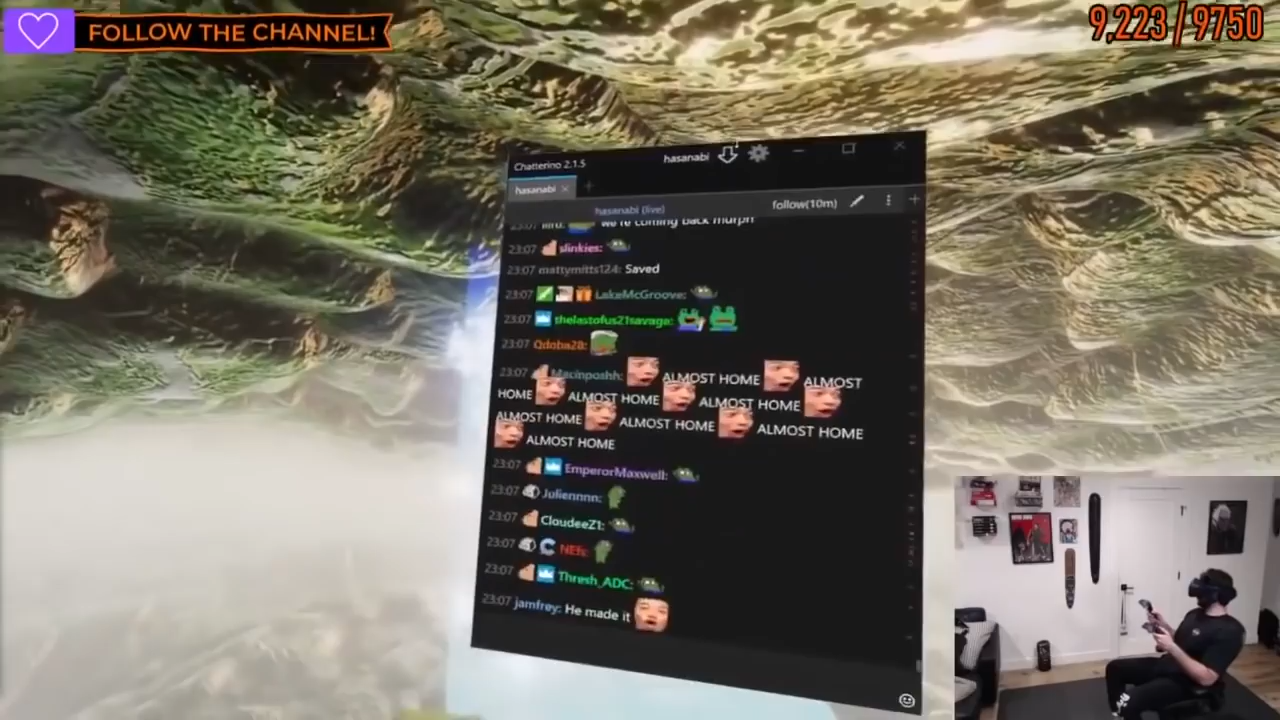 FOLLOW THE CHANNEL!
9,223/9750
Chatterino 2.1.5
hasanabi
hasanabi
hasanabi (live)
follow(10m)
we're coming back murph
23:07 slinkies:
23:07 mattymitts124: Saved
23:07 LakeMcGroove:
23:07 thelastofus21savage:
23:07 Qdoba28:
23:07 Macinposhh: ALMOST HOME ALMOST
HOME ALMOST HOME ALMOST HOME
ALMOST HOME ALMOST HOME ALMOST HOME
ALMOST HOME
23:07 EmperorMaxwell:
23:07 Juliennnn:
23:07 CloudeeZ1:
23:07 NEfs:
23:07 Thresh_ADC:
23:07 jamfrey: He made it